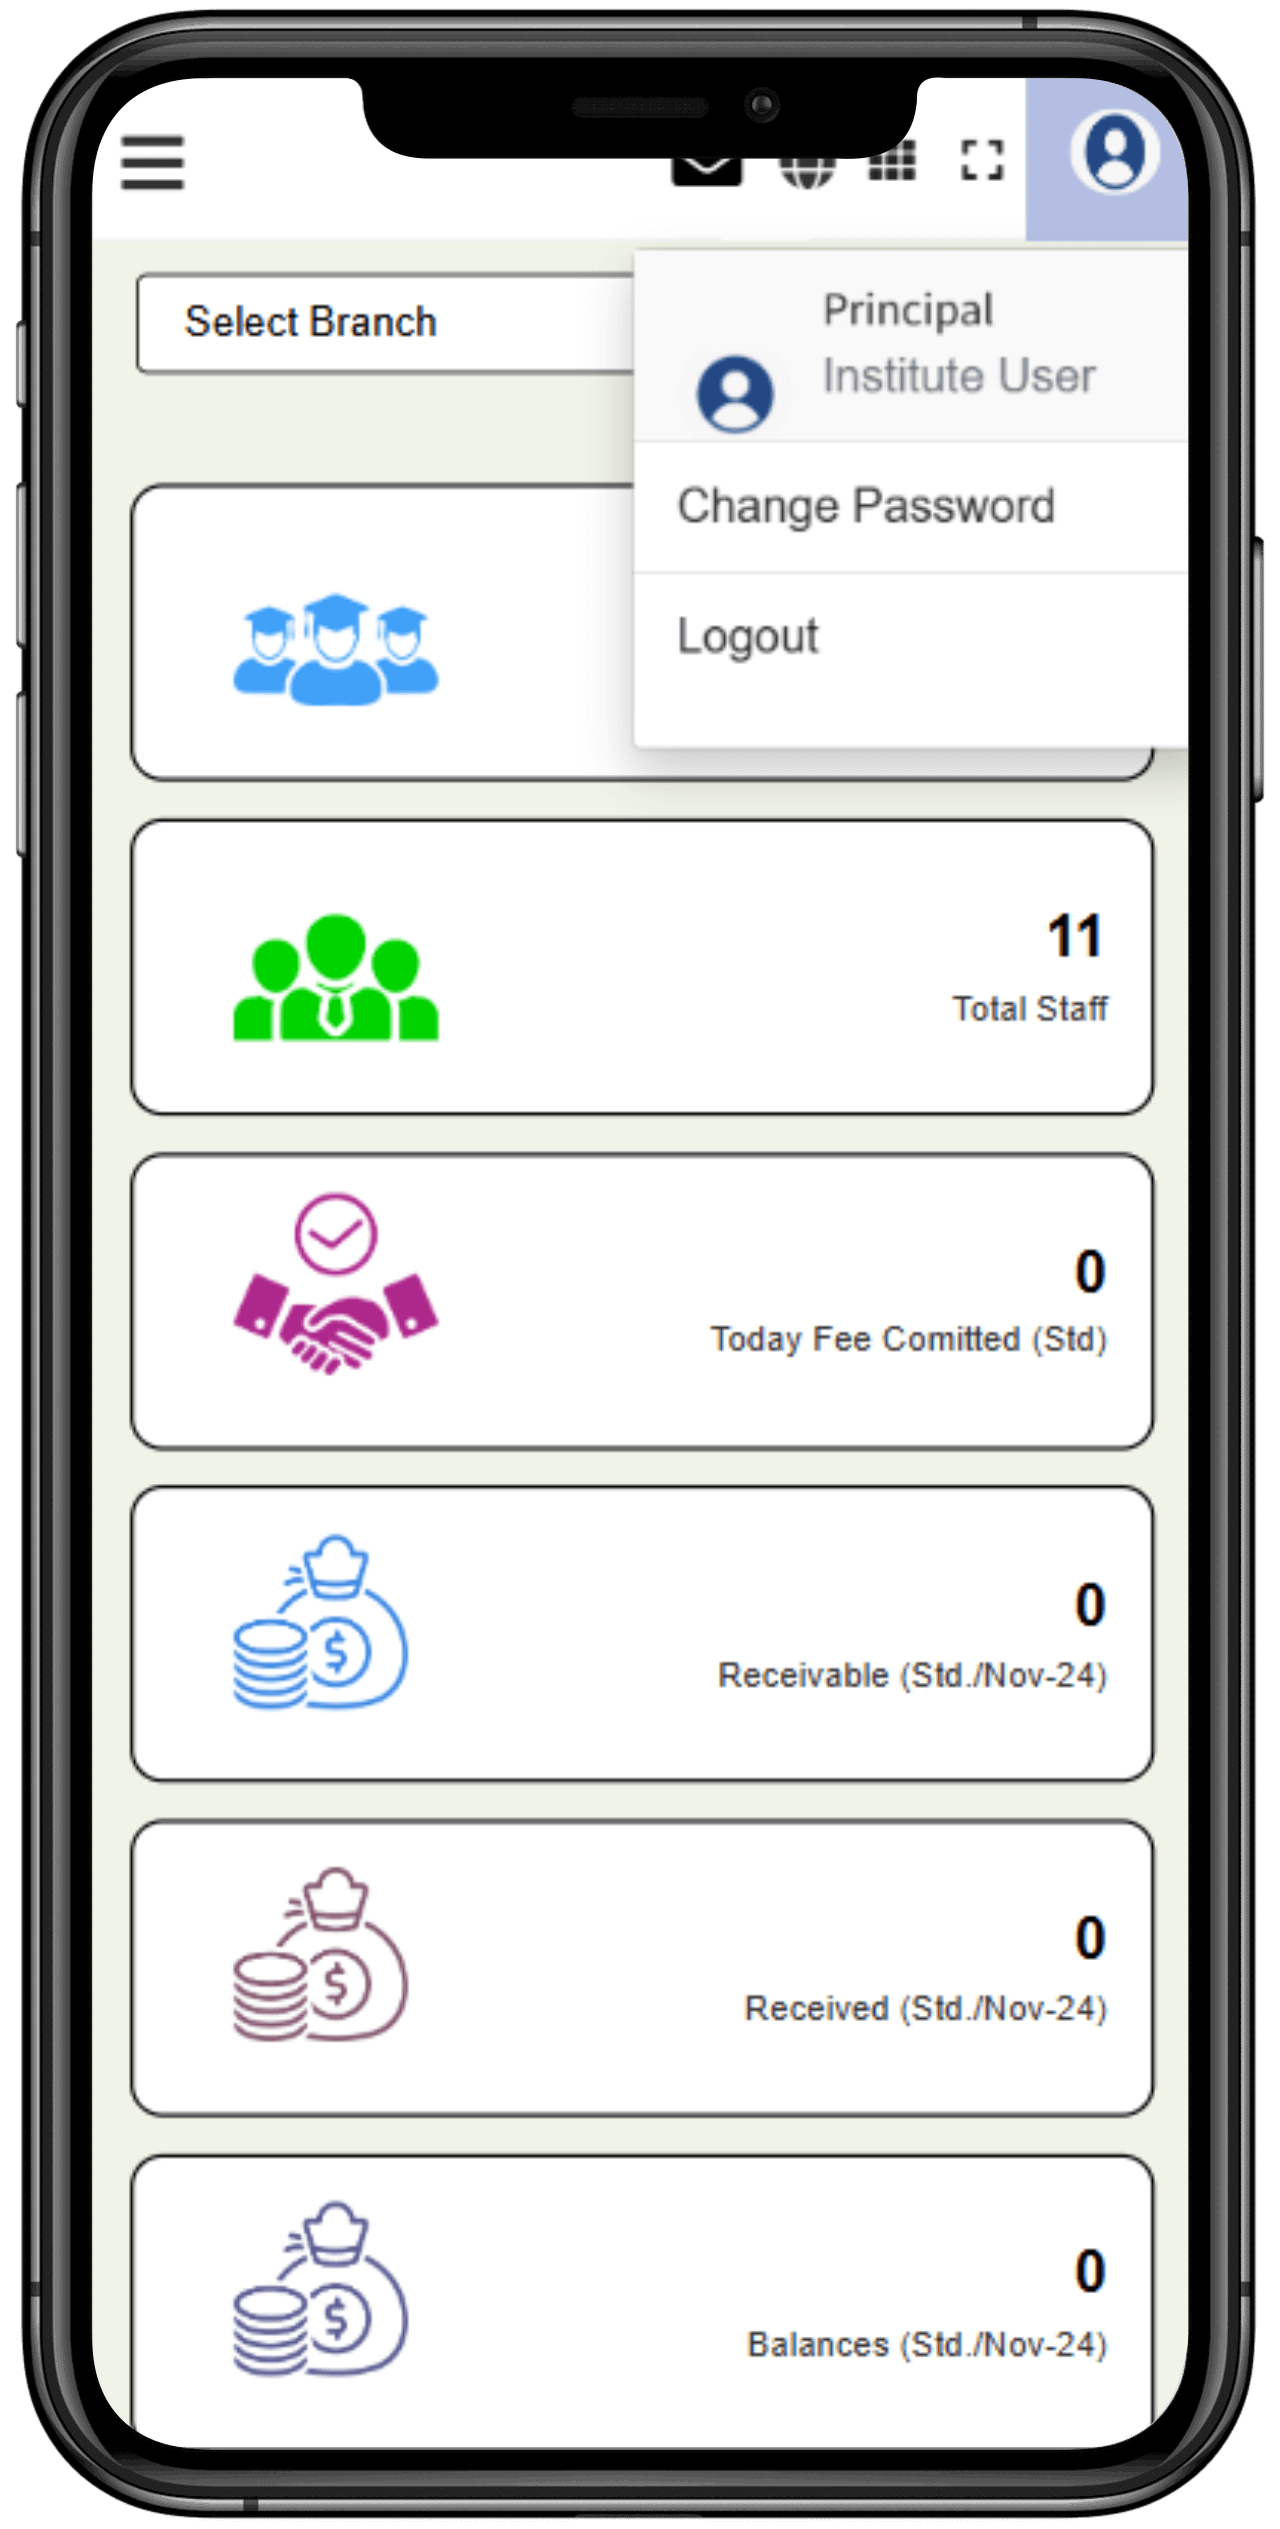 Select Branch
Principal
Institute User
Change Password
Logout
11
Total Staff
0
Today Fee Comitted (Std)
0
Receivable (Std./Nov-24)
0
Received (Std./Nov-24)
0
Balances (Std./Nov-24)